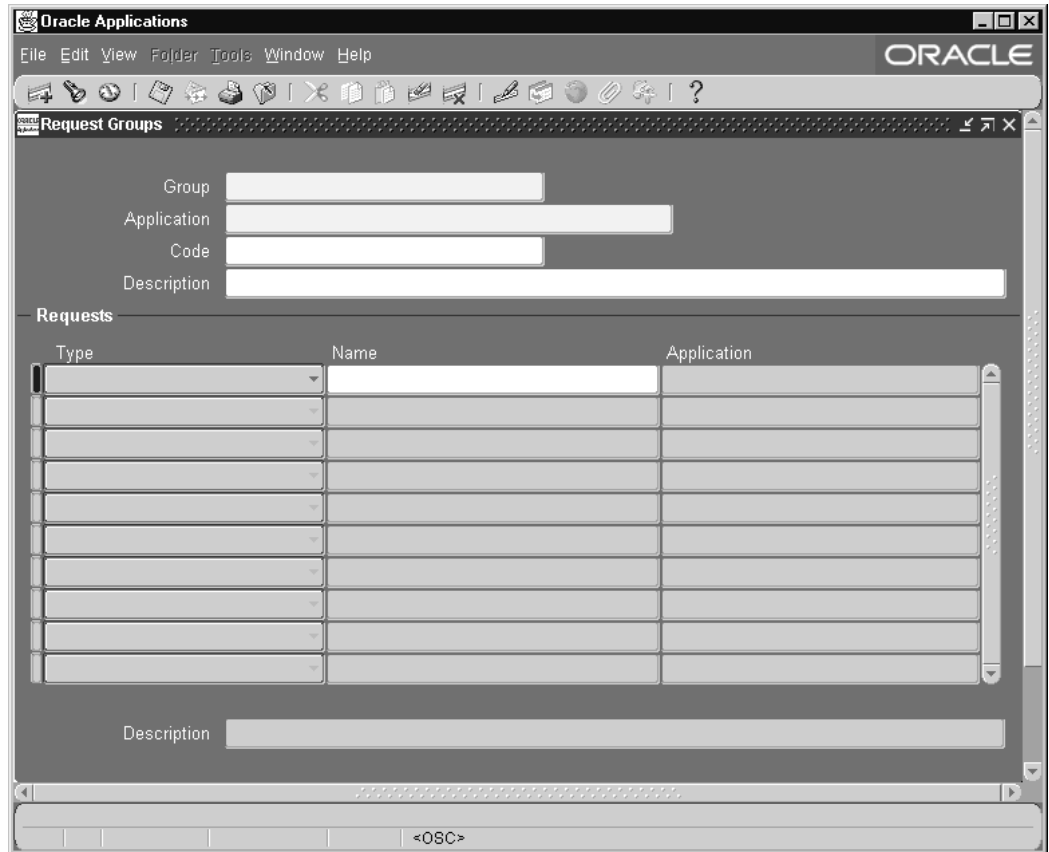 Oracle Applications
File Edit View Folder Tools Window Help
ORACLE
?
Request Groups
Group
Application
Code
Description
Requests
Type Name Application
Description
<OSC>